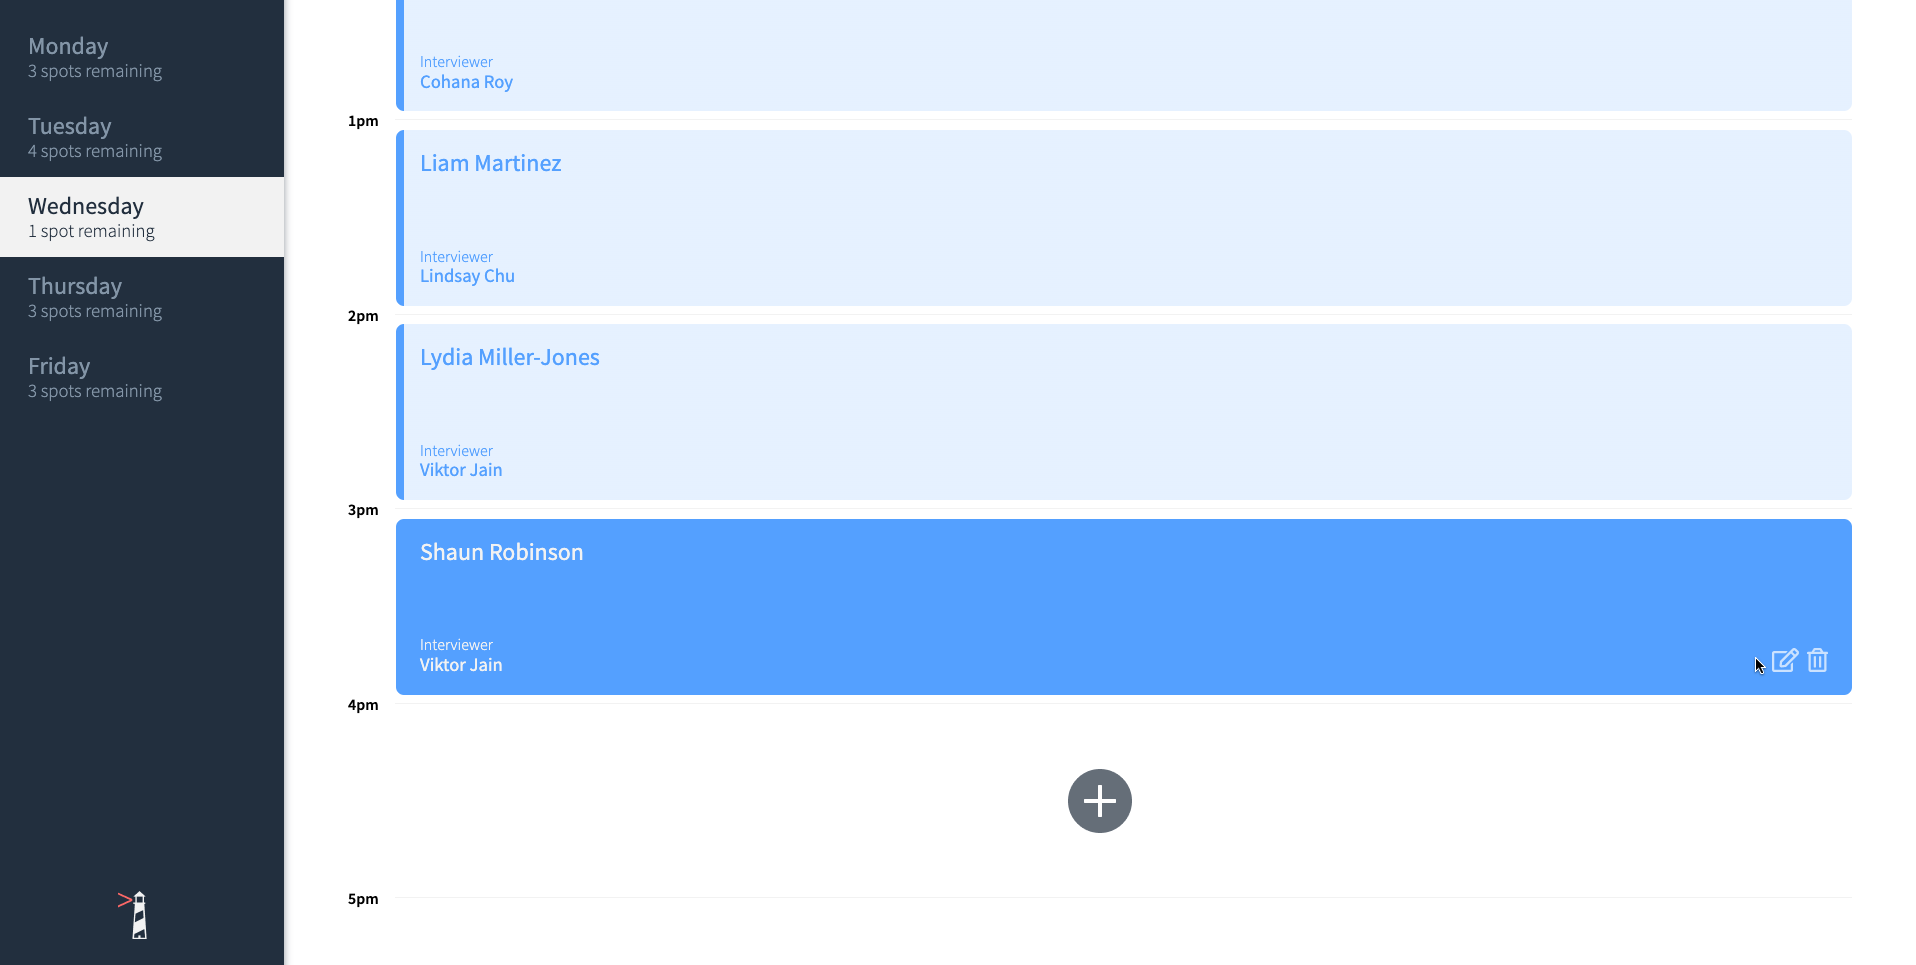 Monday
3 spots remaining
Tuesday
4 spots remaining
Wednesday
1 spot remaining
Thursday
3 spots remaining
Friday
3 spots remaining
Interviewer
Cohana Roy
1pm
Liam Martinez
Interviewer
Lindsay Chu
2pm
Lydia Miller-Jones
Interviewer
Viktor Jain
3pm
Shaun Robinson
Interviewer
Viktor Jain
4pm
5pm